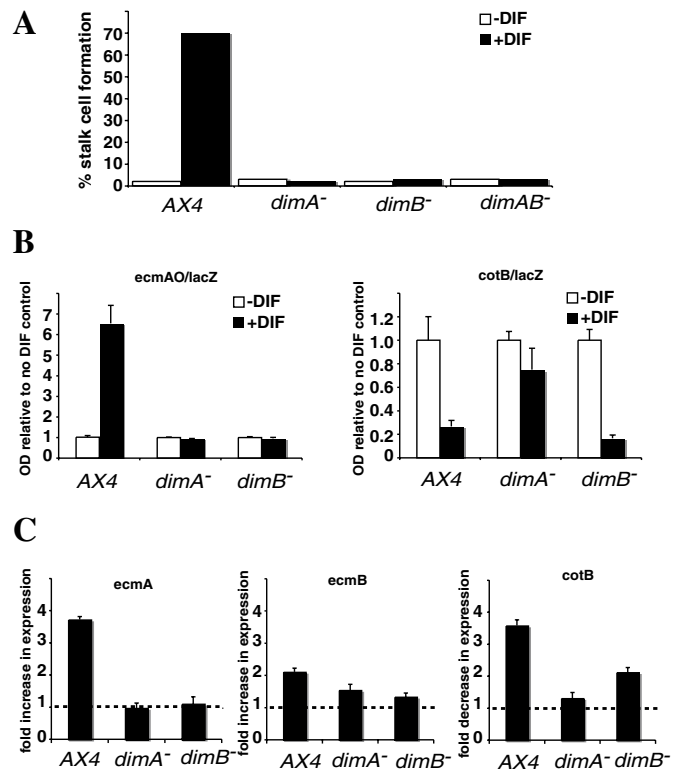 A
% stalk cell formation
70
60
50
40
30
20
10
0
-DIF
+DIF
AX4 dimA- dimB- dimAB-
B
ecmAO/lacZ
OD relative to no DIF control
7
6
5
4
3
2
1
0
-DIF
+DIF
AX4 dimA- dimB-
cotB/lacZ
OD relative to no DIF control
1.2
1.0
0.8
0.6
0.4
0.2
0
-DIF
+DIF
AX4 dimA- dimB-
C
ecmA
fold increase in expression
4
3
2
1
0
AX4 dimA- dimB-
ecmB
fold increase in expression
4
3
2
1
0
AX4 dimA- dimB-
cotB
fold decrease in expression
4
3
2
1
0
AX4 dimA- dimB-